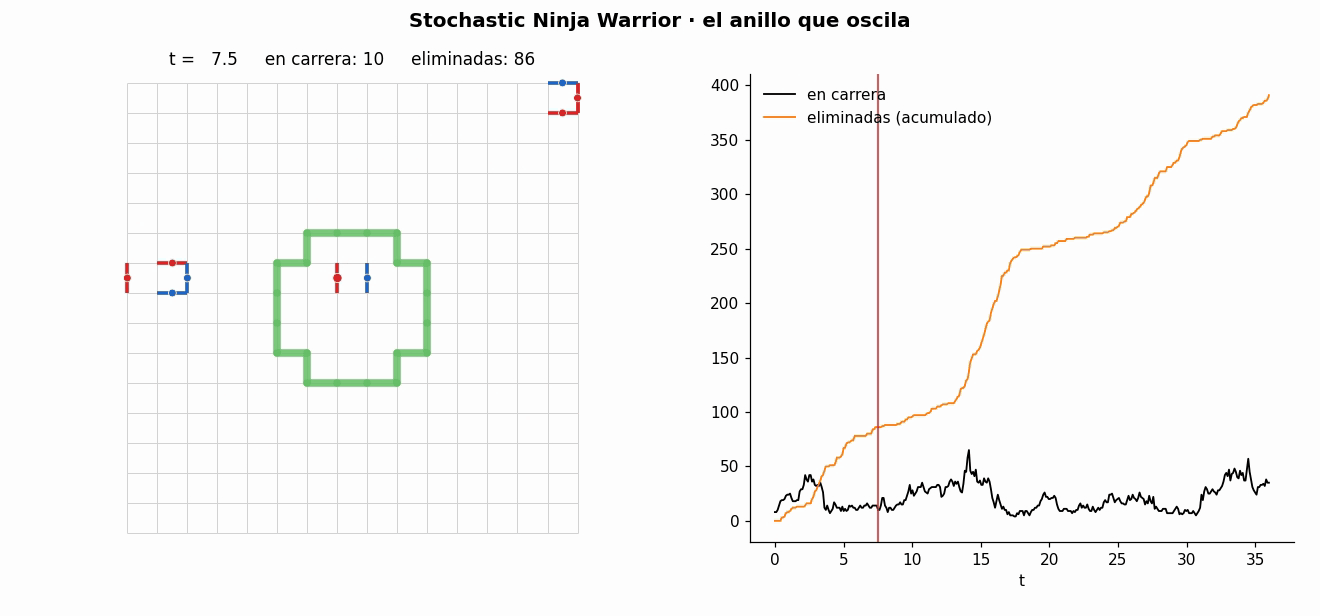 Stochastic Ninja Warrior · el anillo que oscila
t = 7.5 en carrera: 10 eliminadas: 86
en carrera
eliminadas (acumulado)
400
350
300
250
200
150
100
50
0
0 5 10 15 20 25 30 35
t